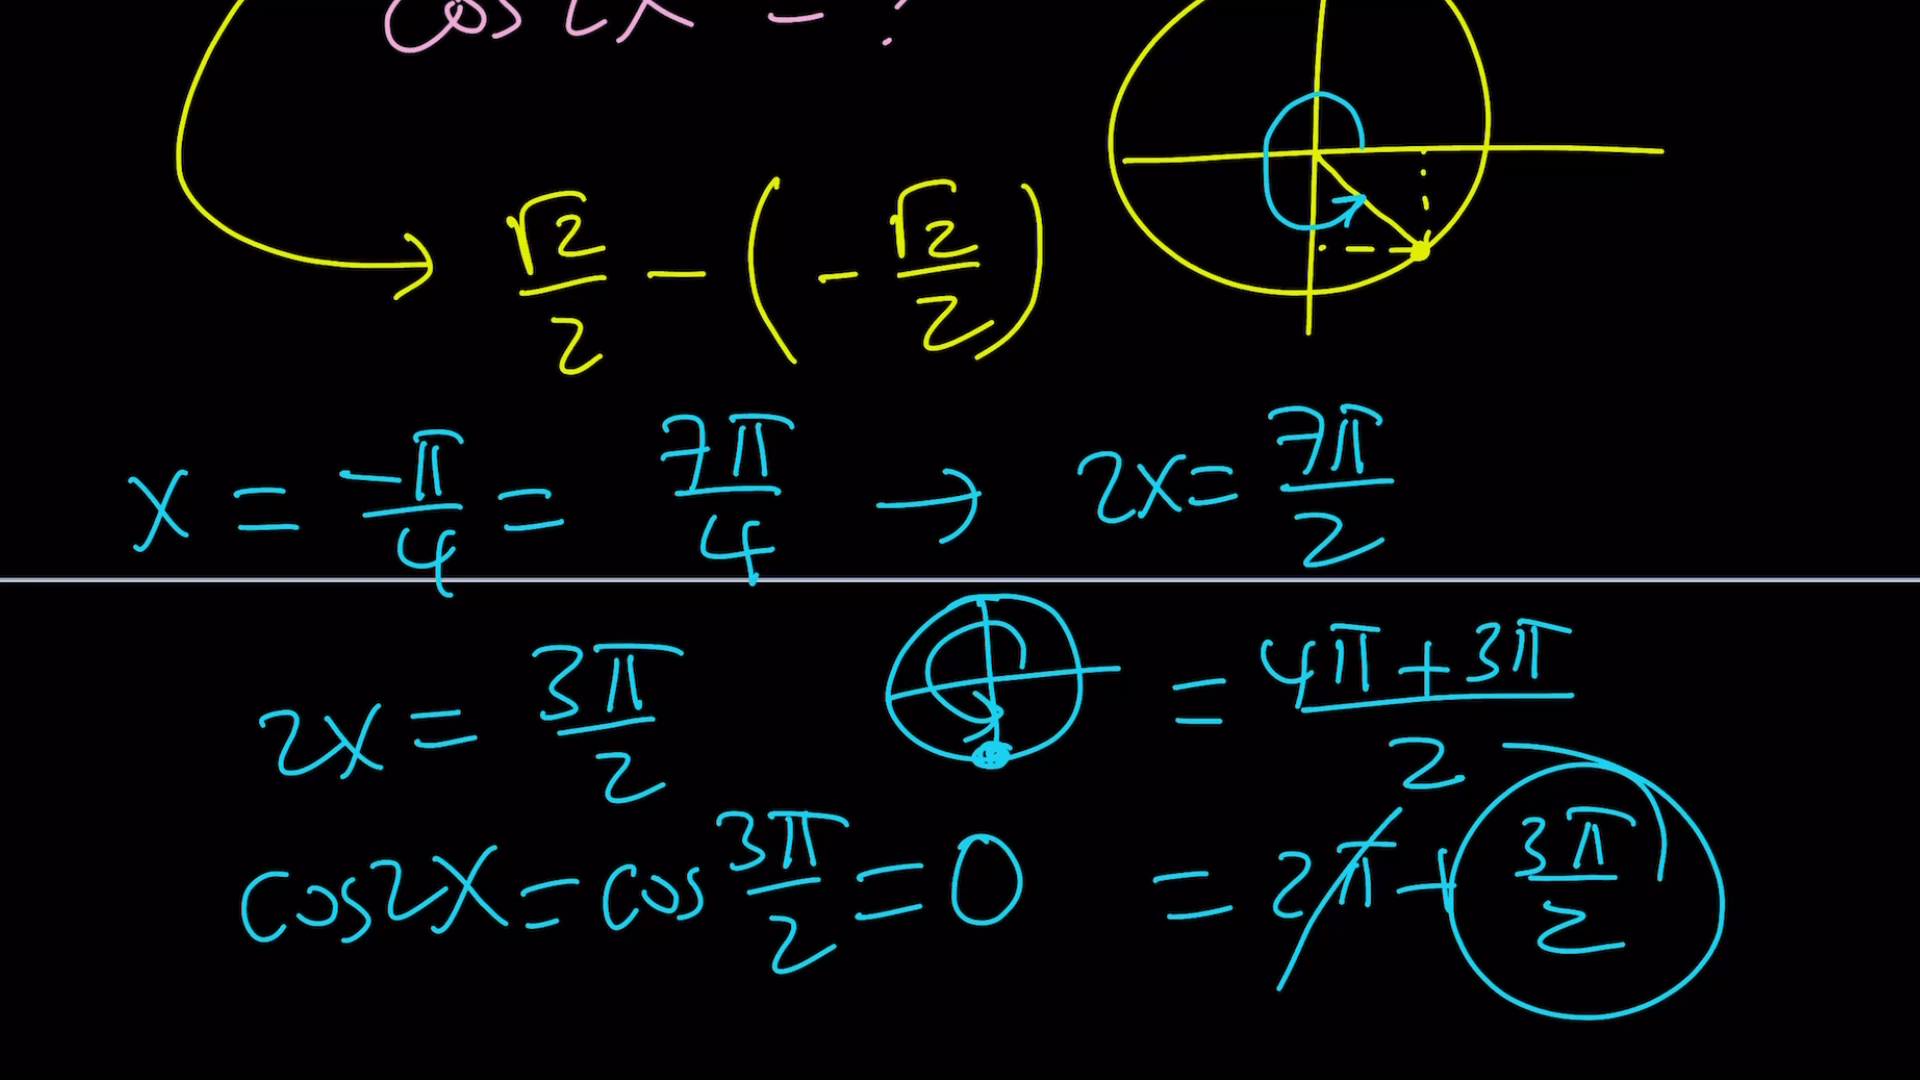 cos2x = ?
√2/2 - (-√2/2)
x = -π/4 = 7π/4 → 2x = 7π/2
2x = 3π/2
= (4π + 3π)/2
cos2x = cos 3π/2 = 0
= 2π + 3π/2